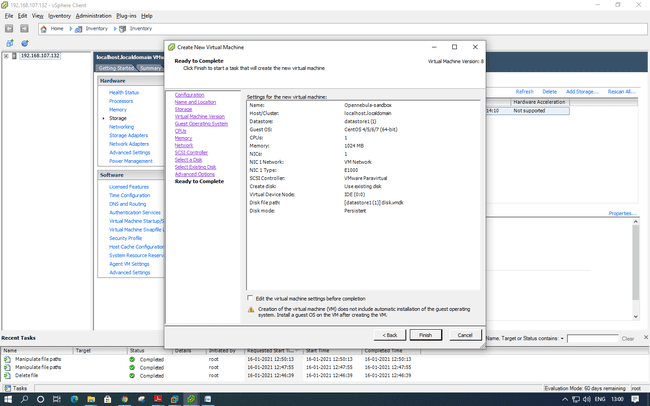 192.168.107.132 - vSphere Client
File Edit View Inventory Administration Plug-ins Help
Home Inventory Inventory
192.168.107.132
localhost.localdomain VMw
Getting Started Summary
Hardware
Health Status
Processors
Memory
Storage
Networking
Storage Adapters
Network Adapters
Advanced Settings
Power Management
Software
Licensed Features
Time Configuration
DNS and Routing
Authentication Services
Virtual Machine Startup/S
Virtual Machine Swapfile L
Security Profile
Host Cache Configuration
System Resource Reserv
Agent VM Settings
Advanced Settings
Create New Virtual Machine
Ready to Complete
Click Finish to start a task that will create the new virtual machine
Virtual Machine Version: 8
Configuration
Name and Location
Storage
Virtual Machine Version
Guest Operating System
CPUs
Memory
Network
SCSI Controller
Select a Disk
Select Existing Disk
Advanced Options
Ready to Complete
Settings for the new virtual machine:
Name: Opennebula-sandbox
Host/Cluster: localhost.localdomain
Datastore: datastore1 (1)
Guest OS: CentOS 4/5/6/7 (64-bit)
CPUs: 1
Memory: 1024 MB
NICs: 1
NIC 1 Network: VM Network
NIC 1 Type: E1000
SCSI Controller: VMware Paravirtual
Create disk: Use existing disk
Virtual Device Node: IDE (0:0)
Disk file path: [datastore1 (1)] disk.vmdk
Disk mode: Persistent
Edit the virtual machine settings before completion
Creation of the virtual machine (VM) does not include automatic installation of the guest operating
system. Install a guest OS on the VM after creating the VM.
< Back Finish Cancel
Refresh Delete Add Storage... Rescan All...
Hardware Acceleration
14:10 Not supported
Properties...
Recent Tasks
Name, Target or Status contains: Clear
Name Target Status Details Initiated by Requested Start Ti... Start Time Completed Time
Manipulate file paths Completed root 16-01-2021 12:50:13 16-01-2021 12:50:13 16-01-2021 12:50:13
Manipulate file paths Completed root 16-01-2021 12:47:55 16-01-2021 12:47:55 16-01-2021 12:47:55
Delete file Completed root 16-01-2021 12:46:39 16-01-2021 12:46:39 16-01-2021 12:46:39
Tasks
Evaluation Mode: 60 days remaining root
ENG 13:00